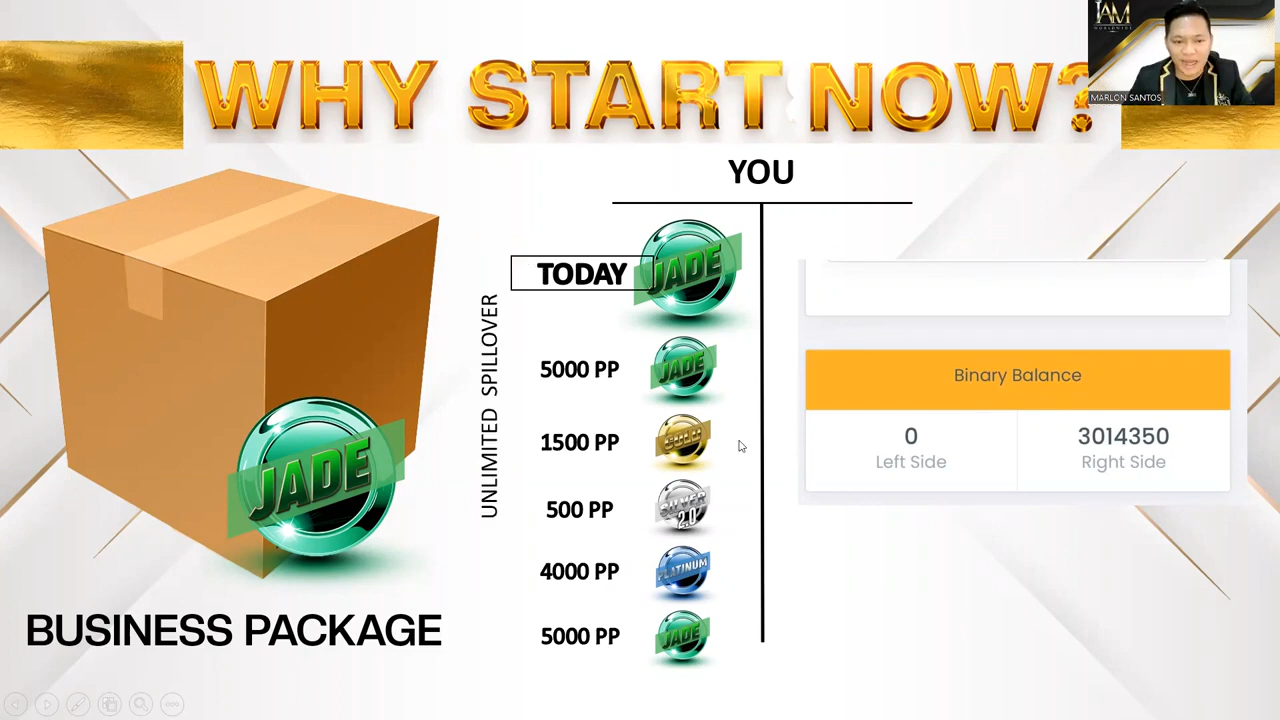 WHY START NOW?
IAM
WORLDWIDE
MARLON SANTOS
YOU
TODAY
JADE
UNLIMITED SPILLOVER
5000 PP
JADE
1500 PP
GOLD
500 PP
SILVER
2.0
4000 PP
PLATINUM
5000 PP
JADE
Binary Balance
0
3014350
Left Side
Right Side
JADE
BUSINESS PACKAGE